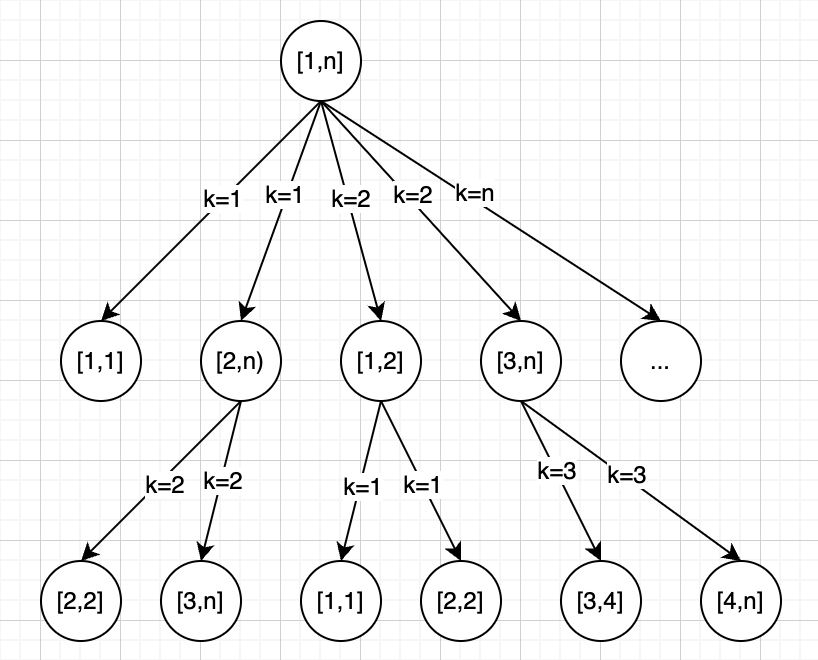 [1,n]
k=1
k=1
k=2
k=2
k=n
[1,1]
[2,n)
[1,2]
[3,n]
...
k=2
k=2
k=1
k=1
k=3
k=3
[2,2]
[3,n]
[1,1]
[2,2]
[3,4]
[4,n]